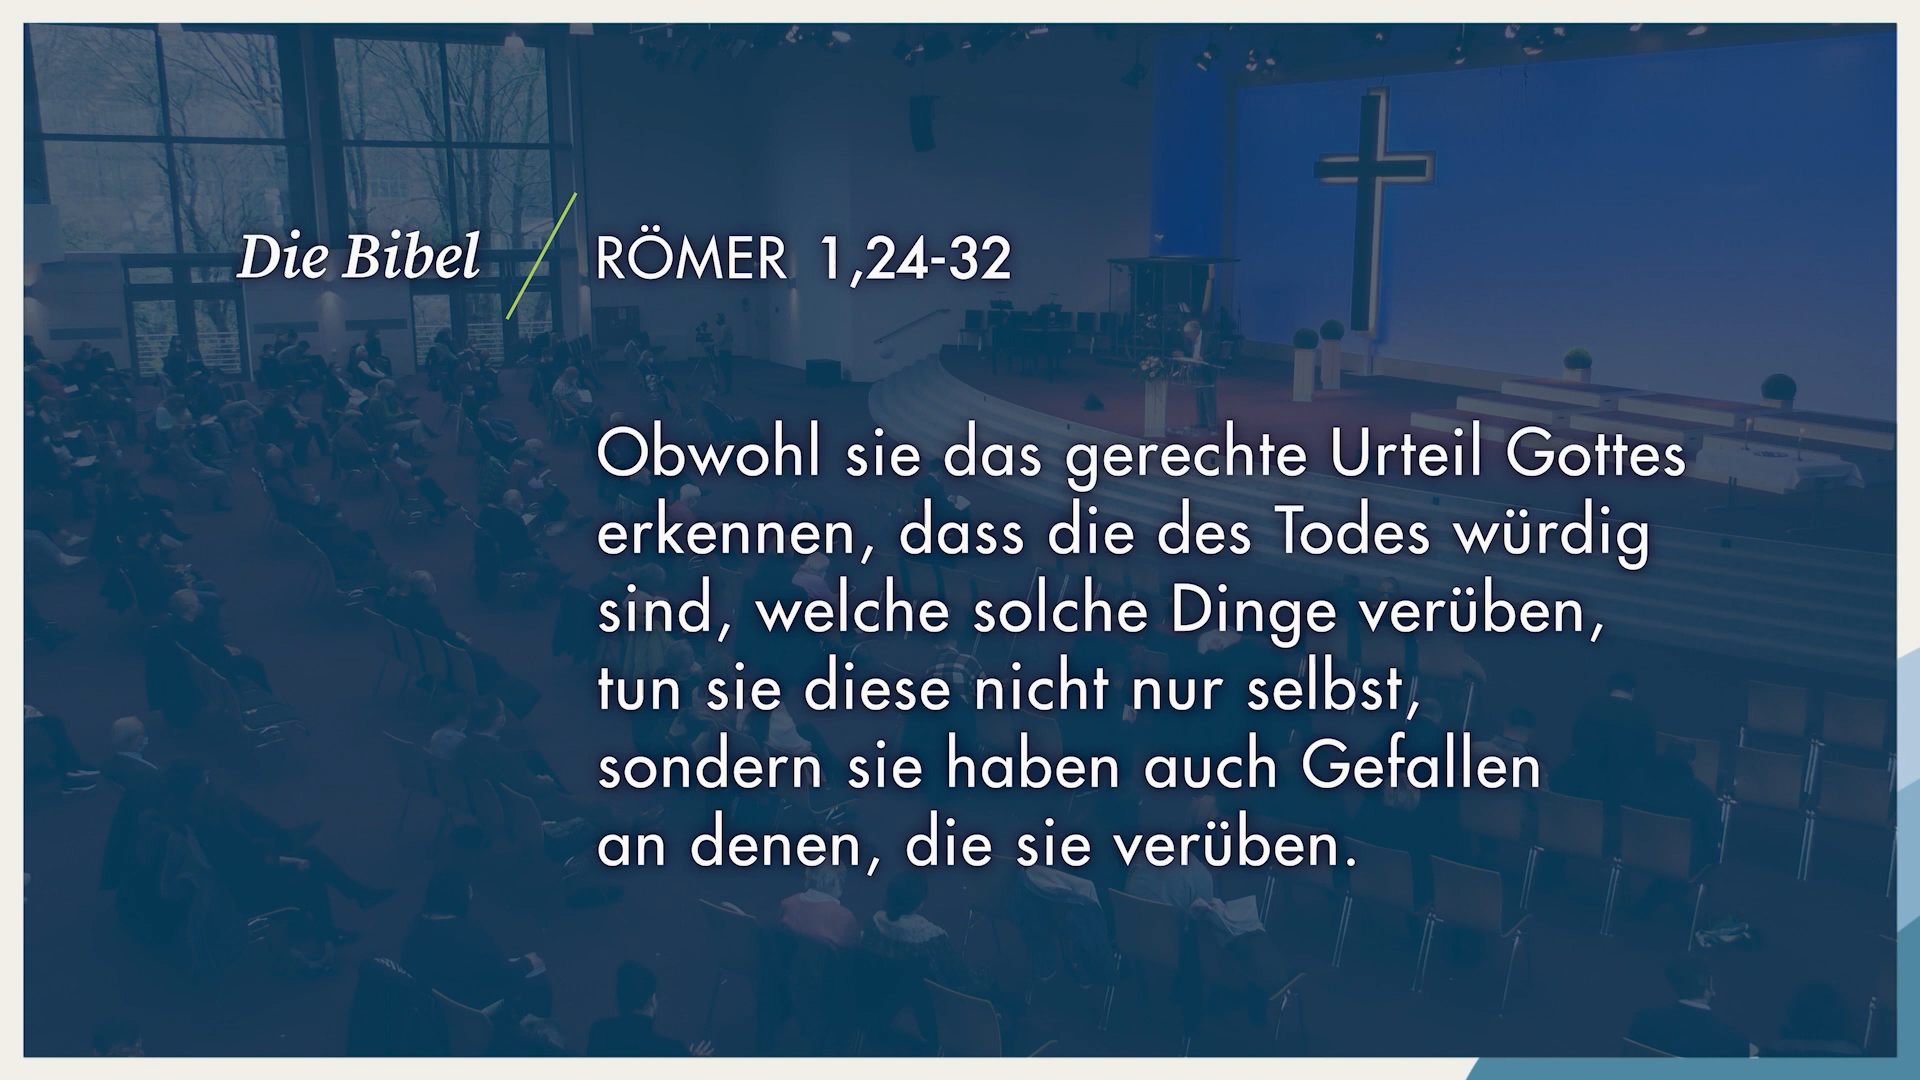 Die Bibel / RÖMER 1,24-32
Obwohl sie das gerechte Urteil Gottes
erkennen, dass die des Todes würdig
sind, welche solche Dinge verüben,
tun sie diese nicht nur selbst,
sondern sie haben auch Gefallen
an denen, die sie verüben.